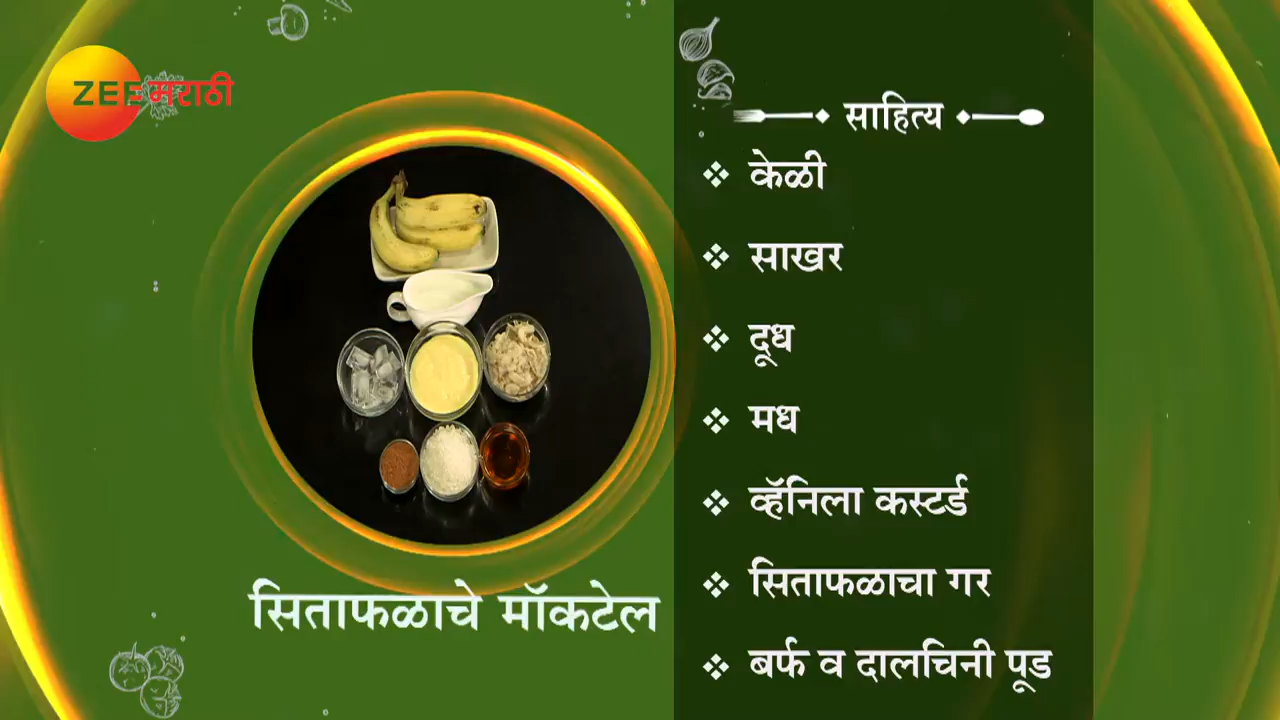 ZEE मराठी
साहित्य
केळी
साखर
दूध
मध
व्हॅनिला कस्टर्ड
सिताफळाचा गर
बर्फ व दालचिनी पूड
सिताफळाचे मॉकटेल